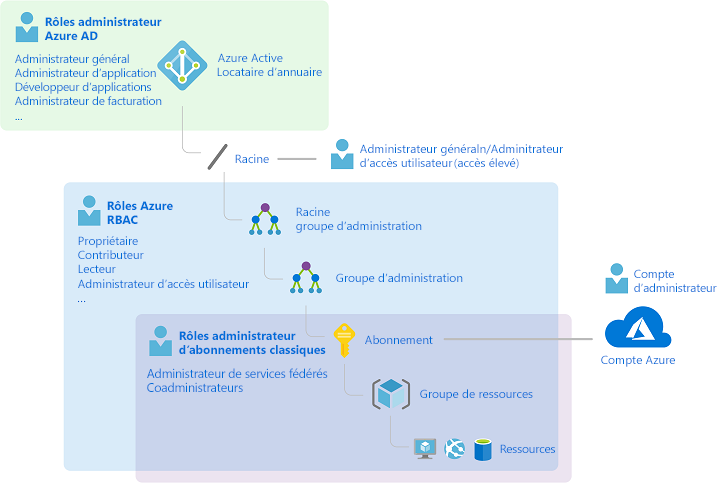 Rôles administrateur
Azure AD
Administrateur général
Administrateur d'application
Développeur d'applications
Administrateur de facturation
...
Azure Active
Locataire d'annuaire
Racine
Administrateur généraln/Adminitrateur
d'accès utilisateur (accès élevé)
Rôles Azure
RBAC
Propriétaire
Contributeur
Lecteur
Administrateur d'accès utilisateur
...
Racine
groupe d'administration
Groupe d'administration
Compte
d'administrateur
Rôles administrateur
d'abonnements classiques
Administrateur de services fédérés
Coadministrateurs
Abonnement
Compte Azure
Groupe de ressources
Ressources